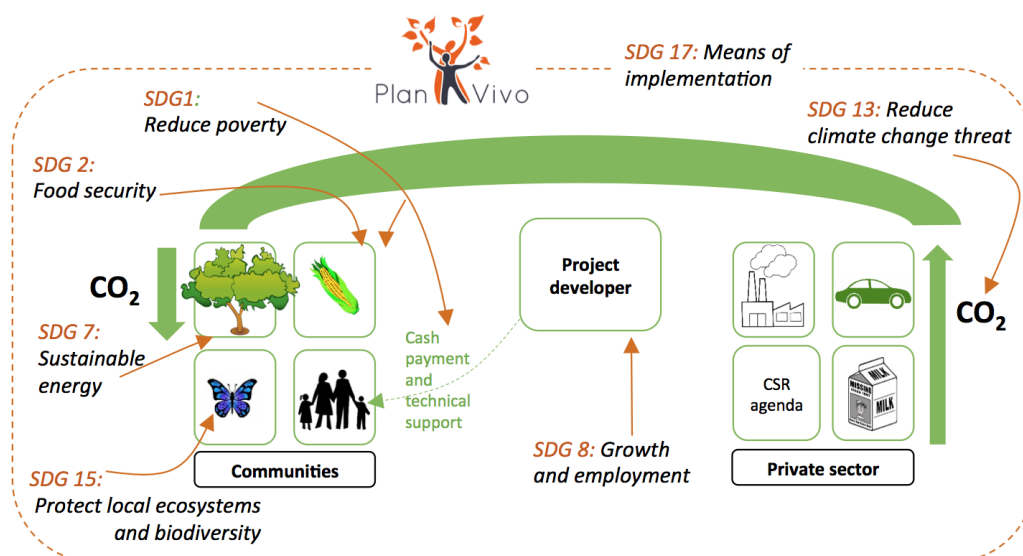 Plan Vivo
SDG 17: Means of
implementation
SDG1:
Reduce poverty
SDG 13: Reduce
climate change threat
SDG 2:
Food security
CO2
Project
developer
CO2
SDG 7:
Sustainable
energy
Cash
payment
and
technical
support
CSR
agenda
MILK
MISSING
MILK
SDG 8: Growth
and employment
Communities
Private sector
SDG 15:
Protect local ecosystems
and biodiversity